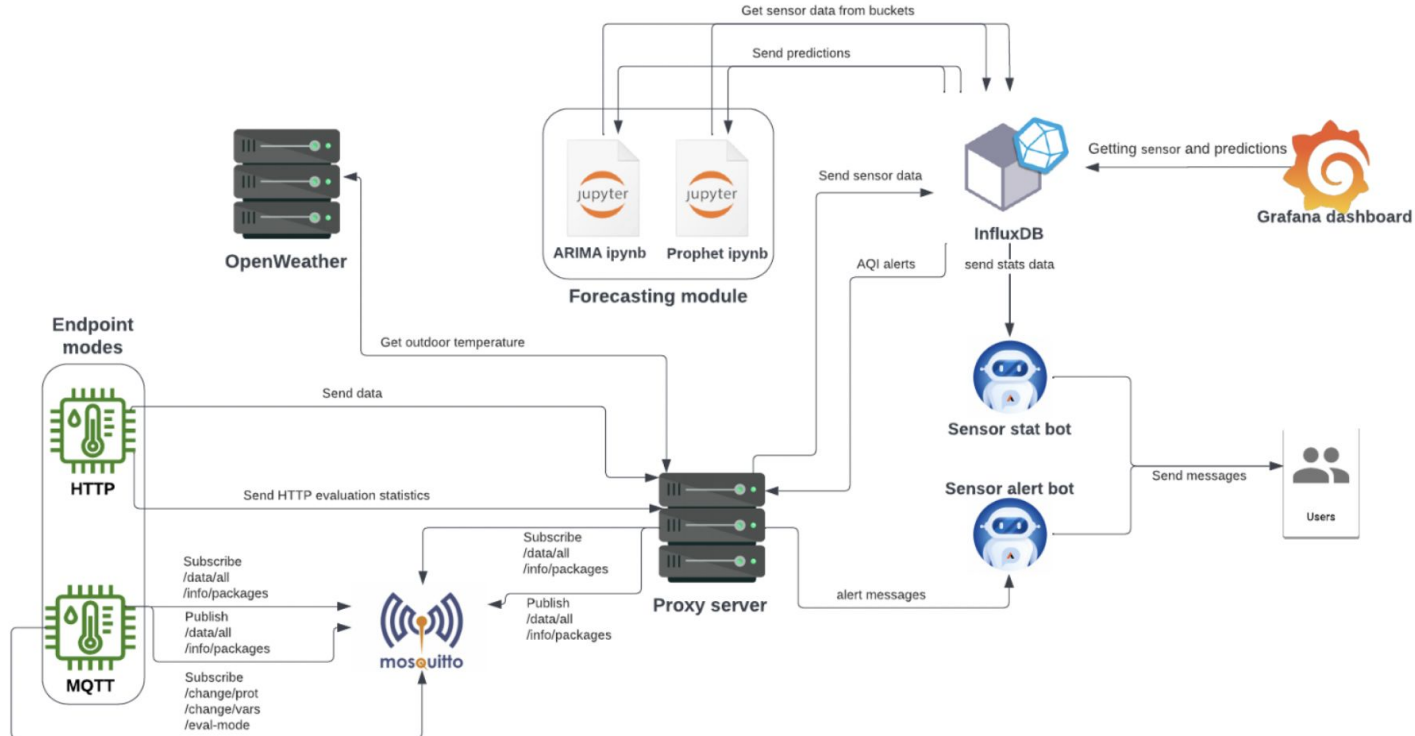 Get sensor data from buckets
Send predictions
OpenWeather
jupyter
jupyter
ARIMA ipynb
Prophet ipynb
Forecasting module
Send sensor data
InfluxDB
Getting sensor and predictions
Grafana dashboard
AQI alerts
send stats data
Get outdoor temperature
Endpoint
modes
HTTP
Send data
Send HTTP evaluation statistics
Sensor stat bot
Sensor alert bot
Send messages
Users
Subscribe
/data/all
/info/packages
Publish
/data/all
/info/packages
Proxy server
alert messages
Subscribe
/data/all
/info/packages
Publish
/data/all
/info/packages
mosquitto
MQTT
Subscribe
/change/prot
/change/vars
/eval-mode